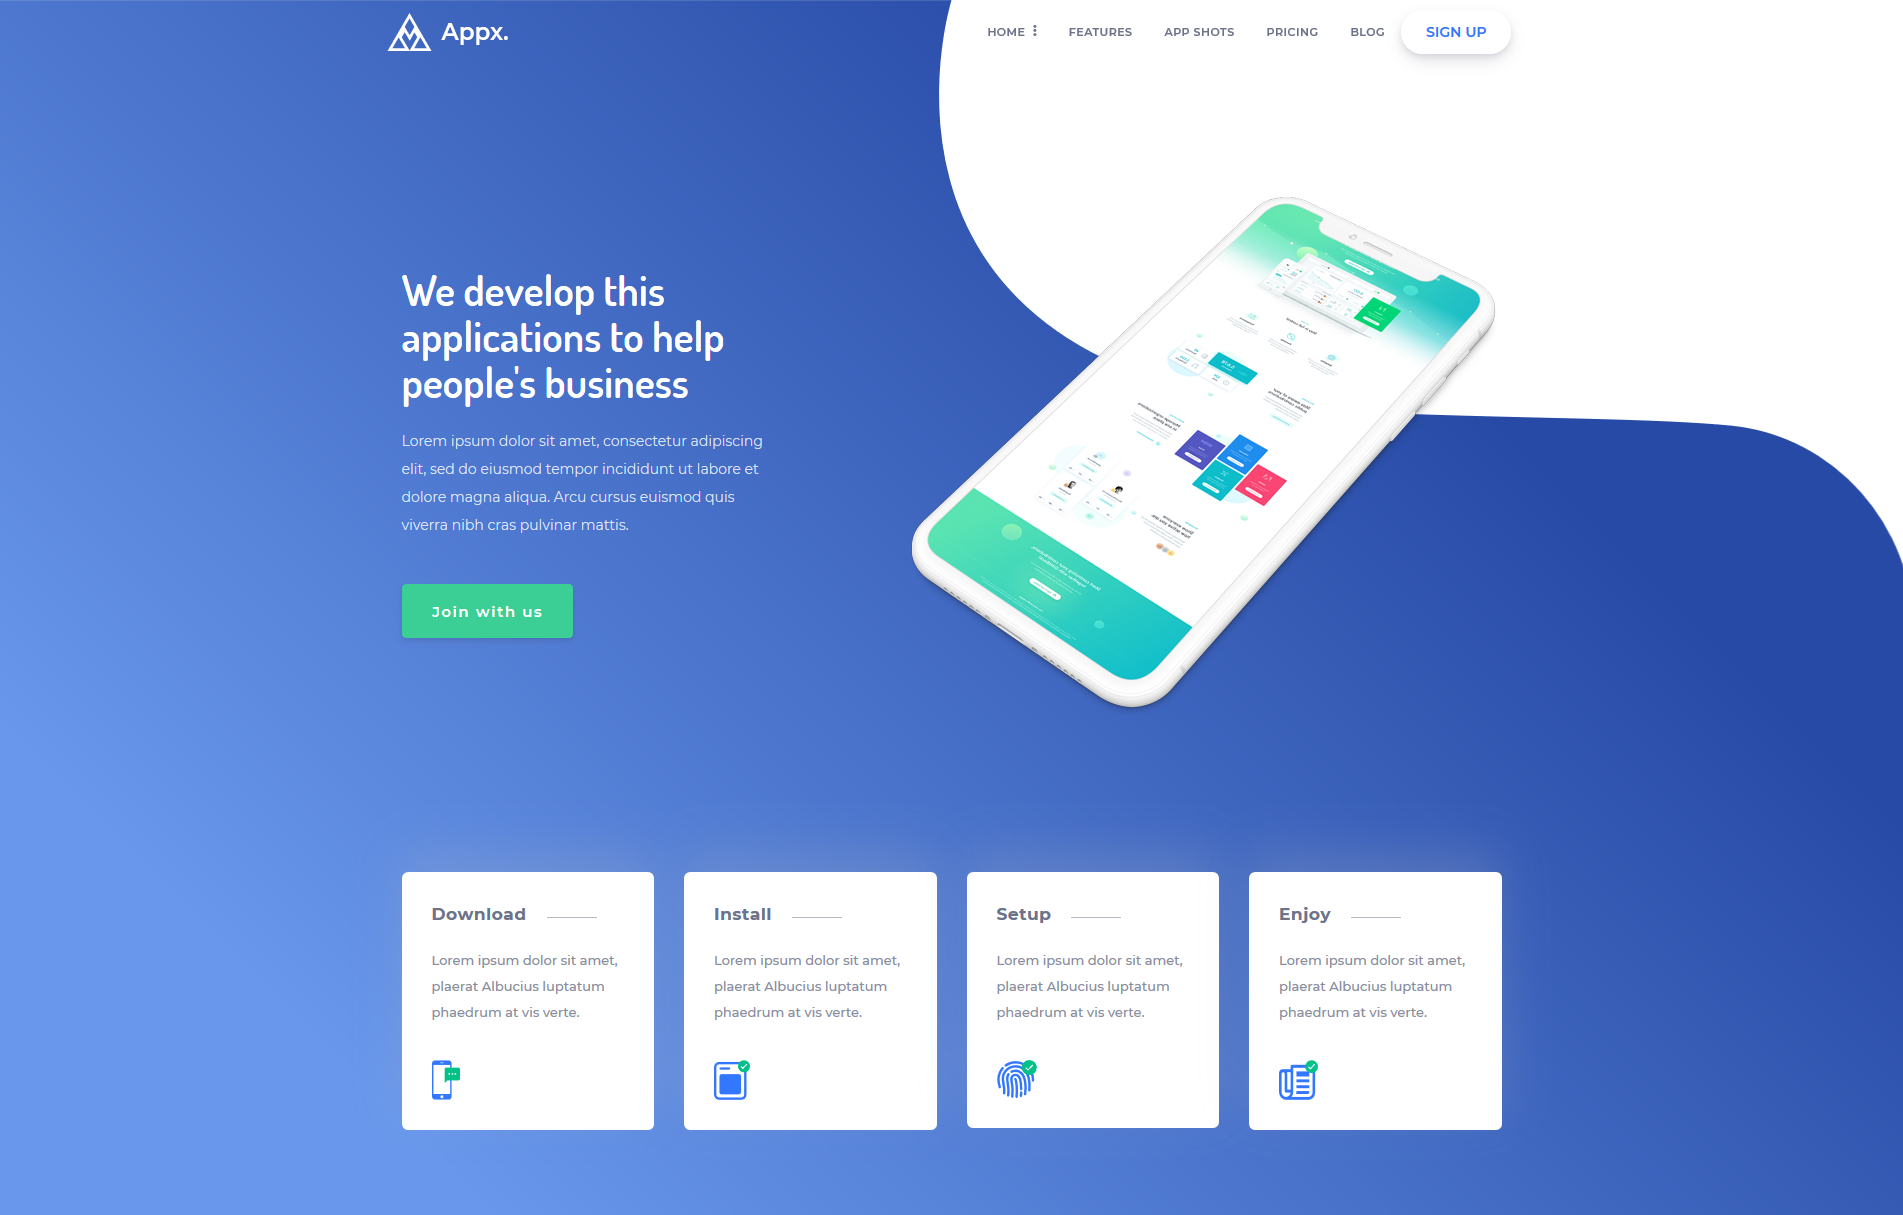 Appx.
HOME
FEATURES
APP SHOTS
PRICING
BLOG
SIGN UP
We develop this
applications to help
people's business
Lorem ipsum dolor sit amet, consectetur adipiscing
elit, sed do eiusmod tempor incididunt ut labore et
dolore magna aliqua. Arcu cursus euismod quis
viverra nibh cras pulvinar mattis.
Join with us
Download
Lorem ipsum dolor sit amet,
plaerat Albucius luptatum
phaedrum at vis verte.
Install
Lorem ipsum dolor sit amet,
plaerat Albucius luptatum
phaedrum at vis verte.
Setup
Lorem ipsum dolor sit amet,
plaerat Albucius luptatum
phaedrum at vis verte.
Enjoy
Lorem ipsum dolor sit amet,
plaerat Albucius luptatum
phaedrum at vis verte.